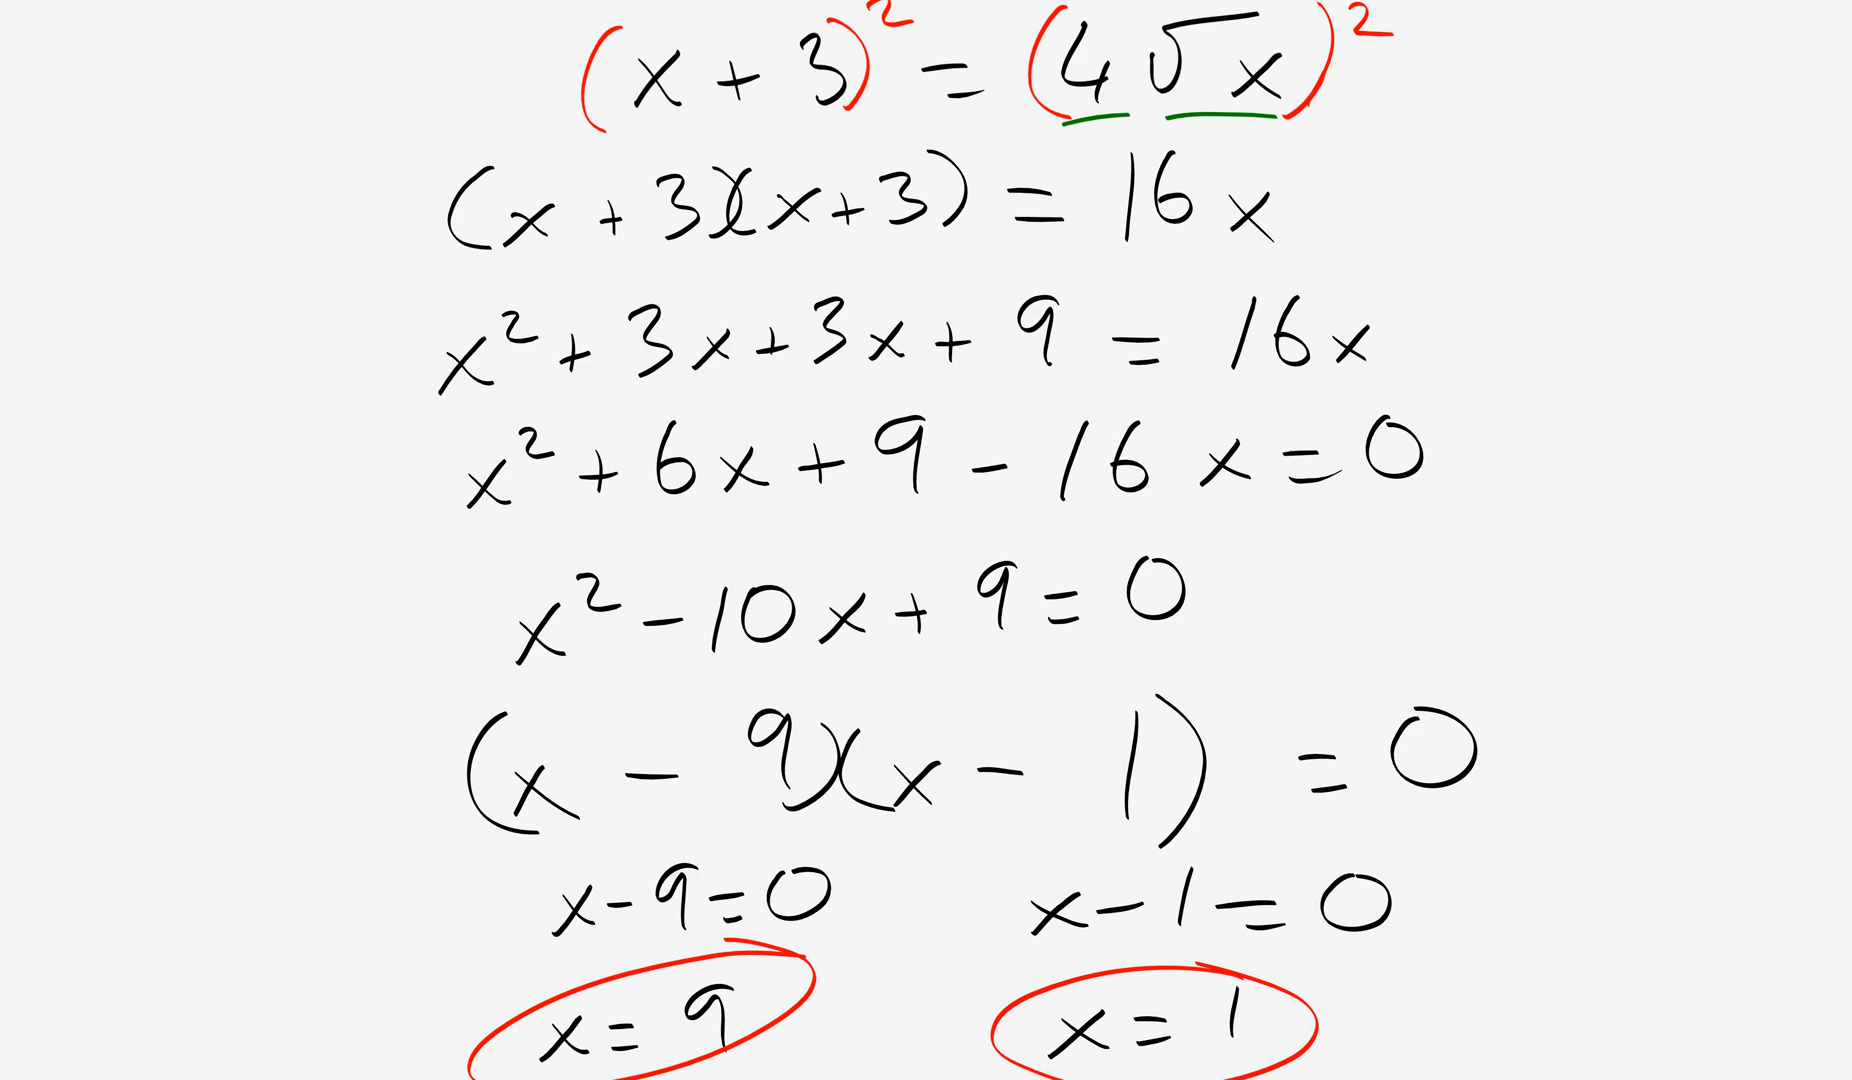 (x + 3)² = (4√x)²
(x + 3)(x + 3) = 16x
x² + 3x + 3x + 9 = 16x
x² + 6x + 9 - 16x = 0
x² - 10x + 9 = 0
(x - 9)(x - 1) = 0
x - 9 = 0 x - 1 = 0
x = 9 x = 1